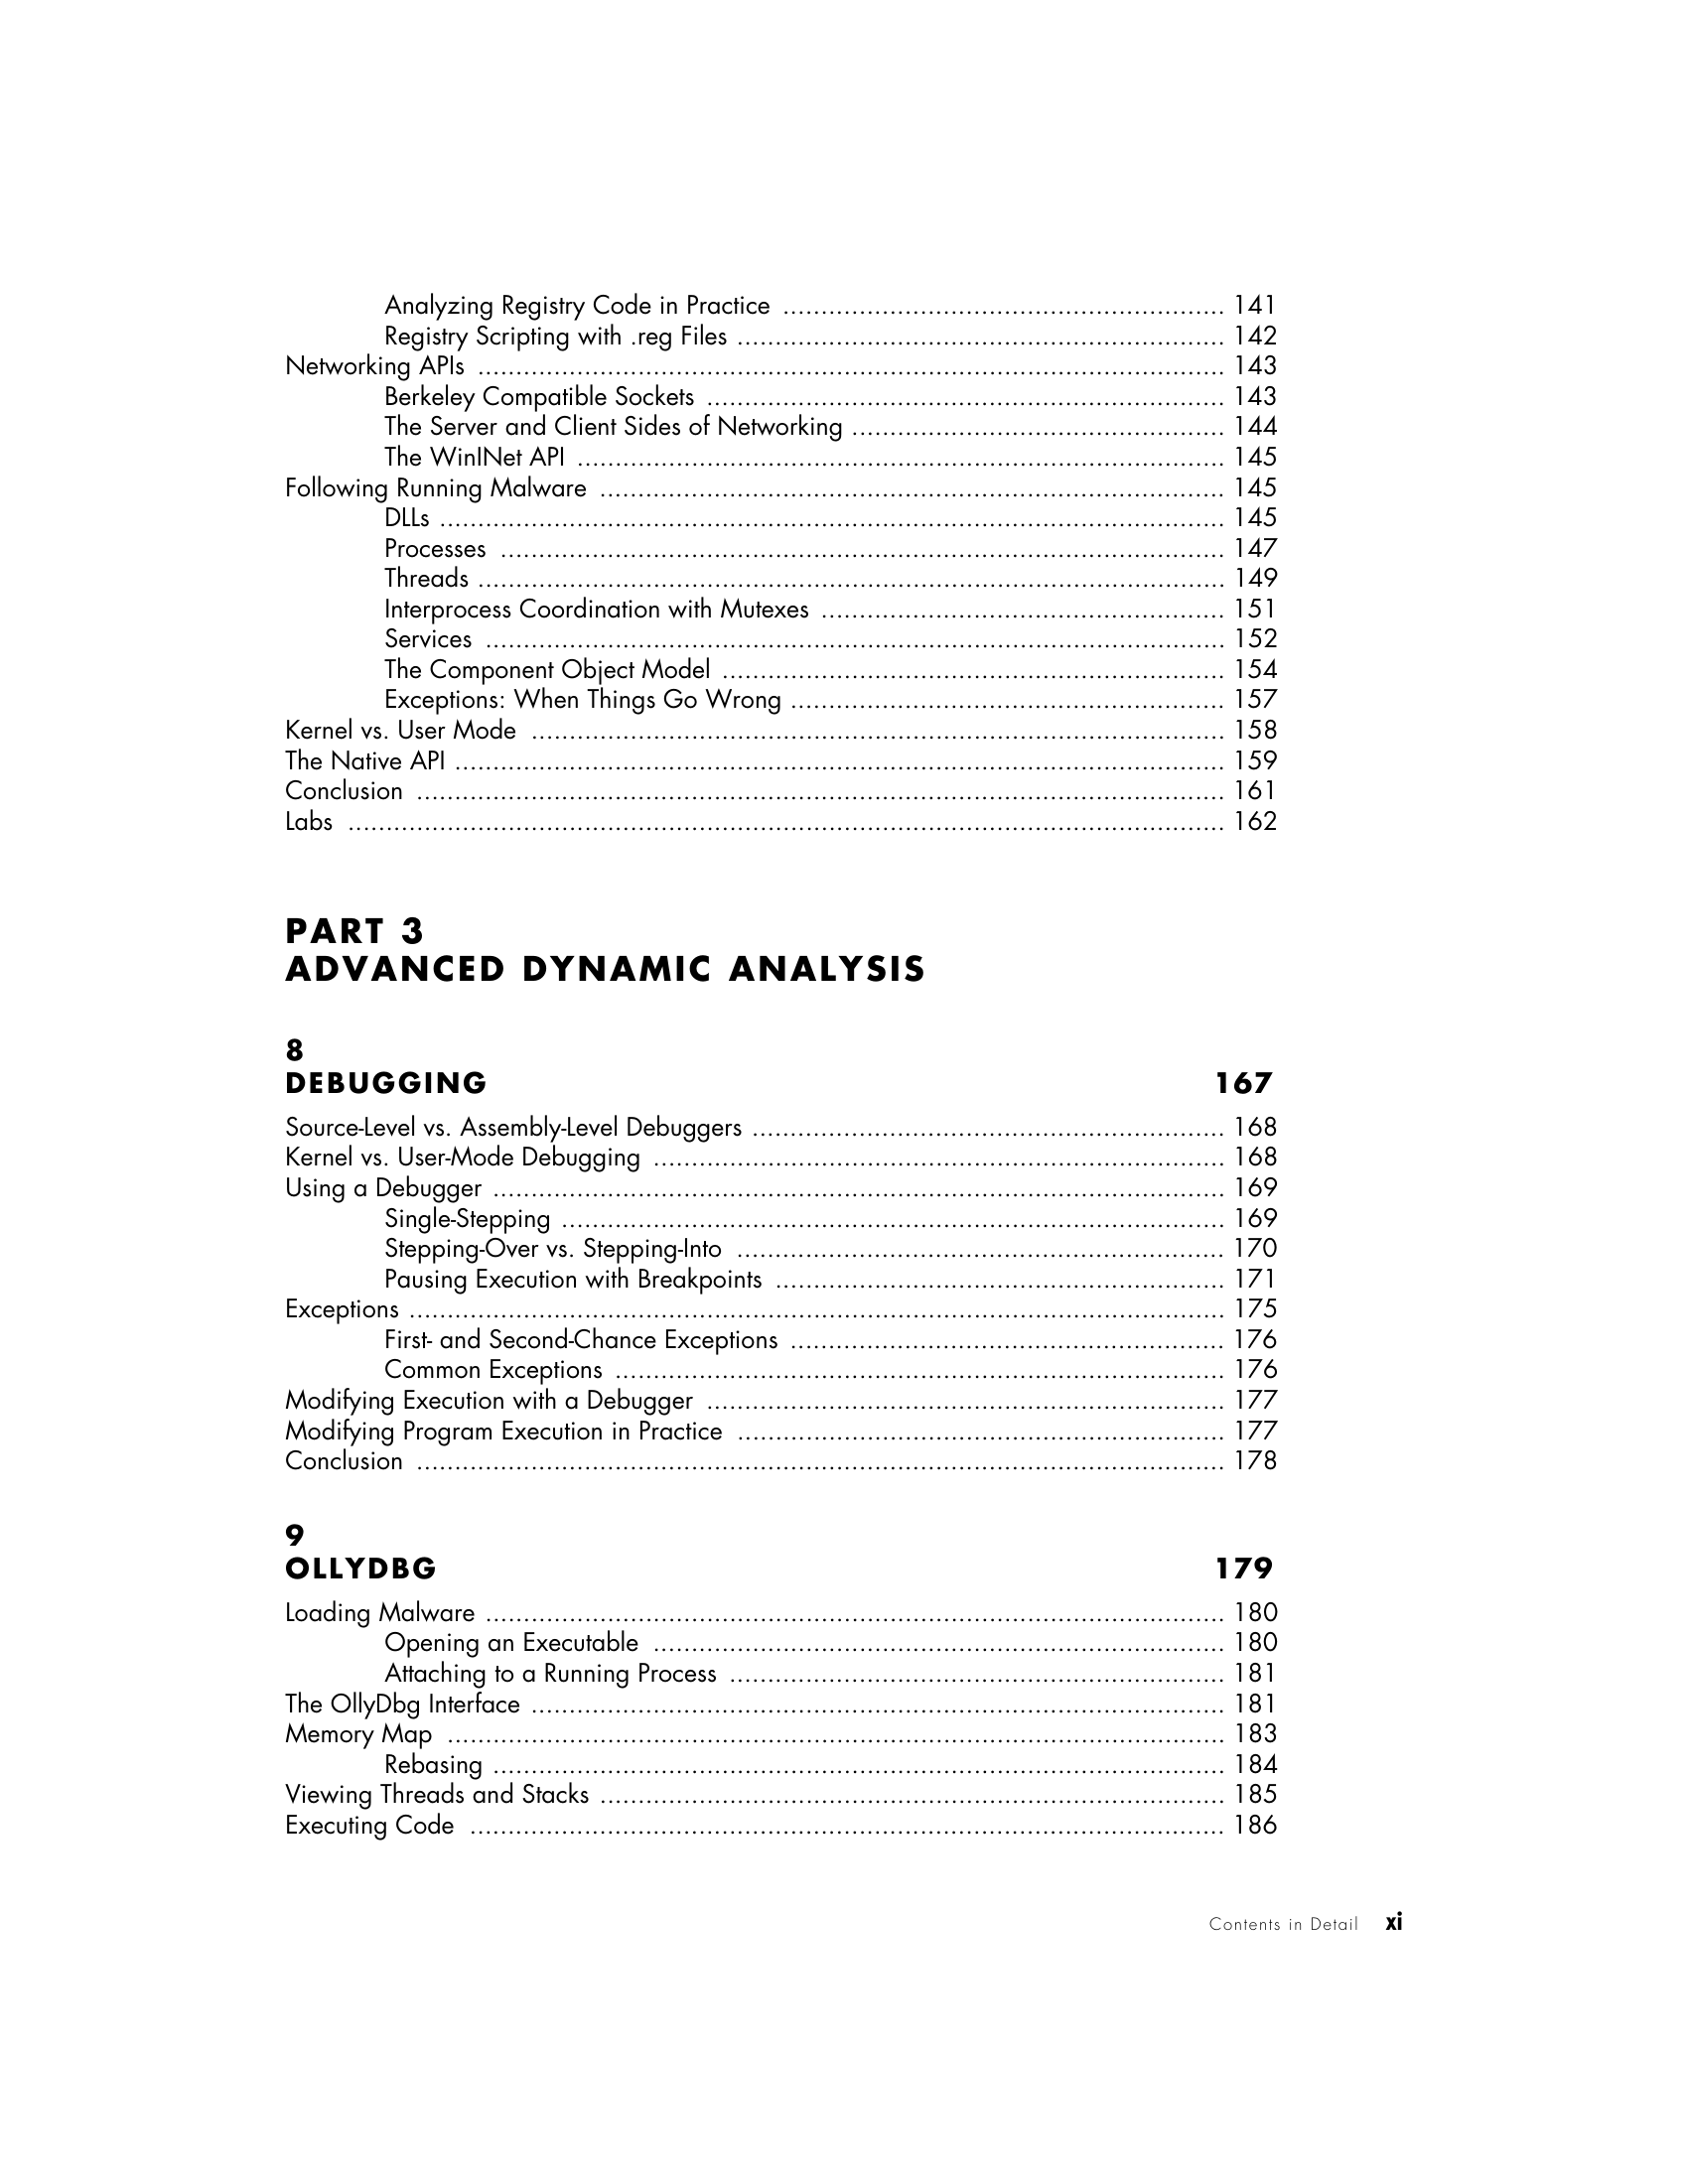 Analyzing Registry Code in Practice ........................................................ 141
Registry Scripting with .reg Files ............................................................. 142
Networking APIs ................................................................................................ 143
Berkeley Compatible Sockets .................................................................. 143
The Server and Client Sides of Networking ................................................ 144
The WinINet API ................................................................................... 145
Following Running Malware ................................................................................ 145
DLLs ..................................................................................................... 145
Processes .............................................................................................. 147
Threads ................................................................................................ 149
Interprocess Coordination with Mutexes .................................................... 151
Services ................................................................................................ 152
The Component Object Model ................................................................. 154
Exceptions: When Things Go Wrong ........................................................ 157
Kernel vs. User Mode ......................................................................................... 158
The Native API ................................................................................................... 159
Conclusion ........................................................................................................ 161
Labs ................................................................................................................. 162
PART 3
ADVANCED DYNAMIC ANALYSIS
8
DEBUGGING 167
Source-Level vs. Assembly-Level Debuggers ............................................................. 168
Kernel vs. User-Mode Debugging ......................................................................... 168
Using a Debugger .............................................................................................. 169
Single-Stepping ...................................................................................... 169
Stepping-Over vs. Stepping-Into ............................................................... 170
Pausing Execution with Breakpoints .......................................................... 171
Exceptions ......................................................................................................... 175
First- and Second-Chance Exceptions ........................................................ 176
Common Exceptions ............................................................................... 176
Modifying Execution with a Debugger ................................................................... 177
Modifying Program Execution in Practice ............................................................... 177
Conclusion ........................................................................................................ 178
9
OLLYDBG 179
Loading Malware ............................................................................................... 180
Opening an Executable .......................................................................... 180
Attaching to a Running Process ................................................................ 181
The OllyDbg Interface ......................................................................................... 181
Memory Map .................................................................................................... 183
Rebasing ............................................................................................... 184
Viewing Threads and Stacks ................................................................................ 185
Executing Code ................................................................................................. 186
Contents in Detail xi